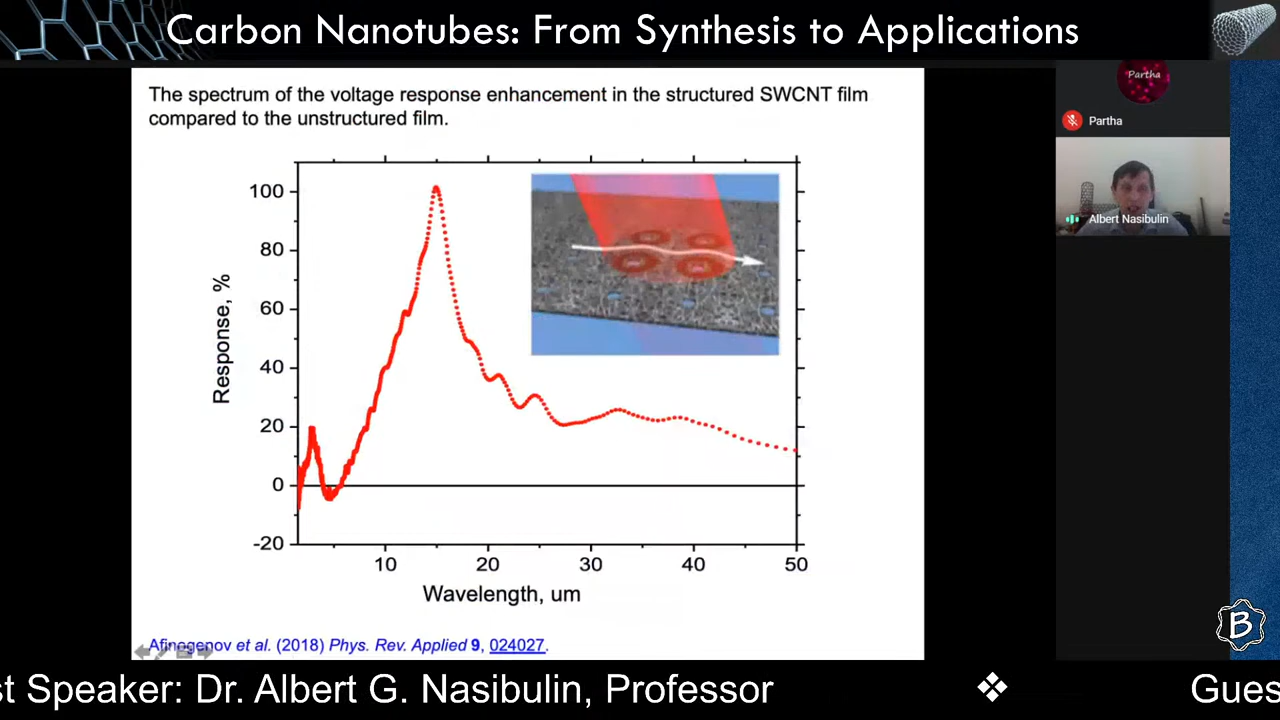 Carbon Nanotubes: From Synthesis to Applications
The spectrum of the voltage response enhancement in the structured SWCNT film
compared to the unstructured film.
100
80
60
40
20
0
-20
Response, %
10 20 30 40 50
Wavelength, um
Afinogenov et al. (2018) Phys. Rev. Applied 9, 024027.
Partha
Partha
Albert Nasibulin
B
st Speaker: Dr. Albert G. Nasibulin, Professor ❖ Gues